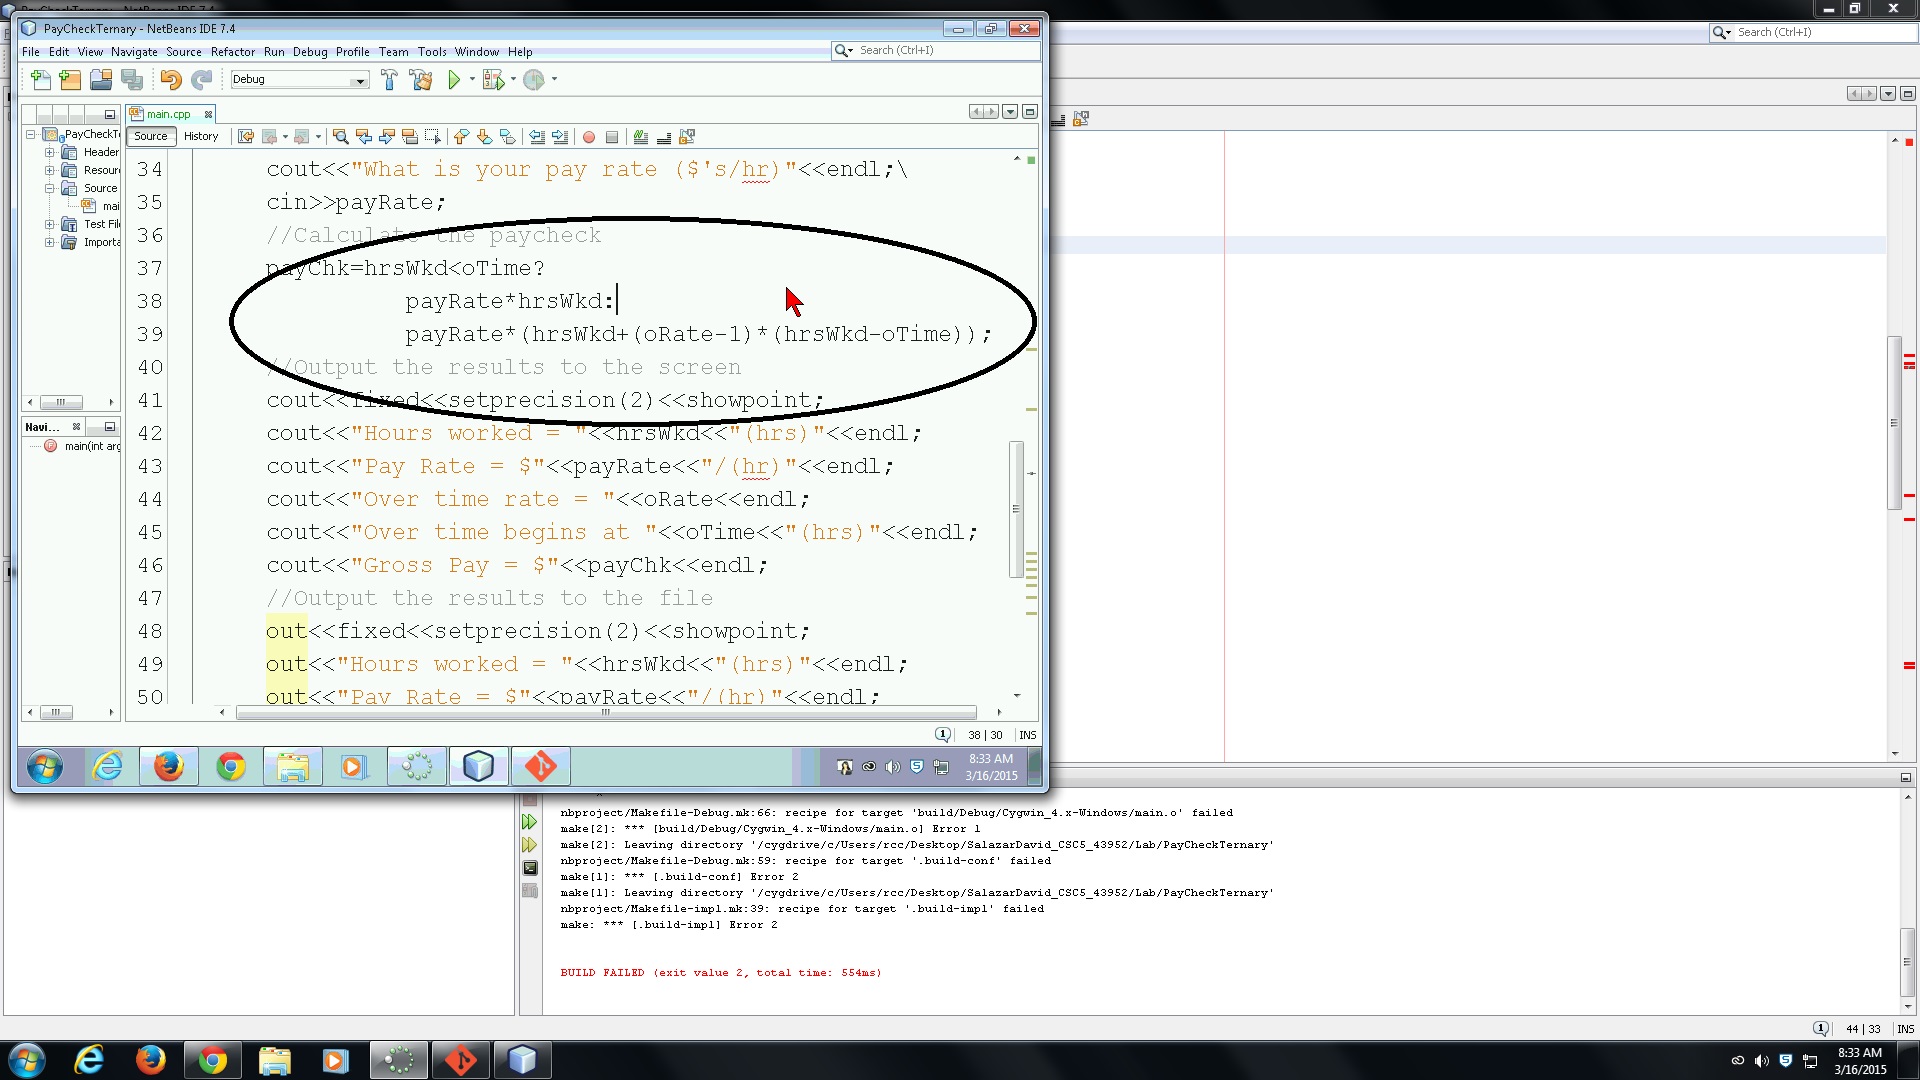 PayCheckTernary - NetBeans IDE 7.4
File Edit View Navigate Source Refactor Run Debug Profile Team Tools Window Help
Search (Ctrl+I)
Search (Ctrl+I)
Debug
main.cpp
Source History
PayCheckTe
Header
Resour
Source
mai
Test File
Importa
34 cout<<"What is your pay rate ($'s/hr)"<<endl;\
35 cin>>payRate;
36 //Calculate the paycheck
37 payChk=hrsWkd<oTime?
38 payRate*hrsWkd:
39 payRate*(hrsWkd+(oRate-1)*(hrsWkd-oTime));
40 //Output the results to the screen
41 cout<<fixed<<setprecision(2)<<showpoint;
42 cout<<"Hours worked = "<<hrsWkd<<"(hrs)"<<endl;
43 cout<<"Pay Rate = $"<<payRate<<"/(hr)"<<endl;
44 cout<<"Over time rate = "<<oRate<<endl;
45 cout<<"Over time begins at "<<oTime<<"(hrs)"<<endl;
46 cout<<"Gross Pay = $"<<payChk<<endl;
47 //Output the results to the file
48 out<<fixed<<setprecision(2)<<showpoint;
49 out<<"Hours worked = "<<hrsWkd<<"(hrs)"<<endl;
50 out<<"Pay Rate = $"<<payRate<<"/(hr)"<<endl;
Navi...
main(int arg
1 38 | 30 INS
8:33 AM
3/16/2015
nbproject/Makefile-Debug.mk:66: recipe for target 'build/Debug/Cygwin_4.x-Windows/main.o' failed
make[2]: *** [build/Debug/Cygwin_4.x-Windows/main.o] Error 1
make[2]: Leaving directory '/cygdrive/c/Users/rcc/Desktop/SalazarDavid_CSC5_43952/Lab/PayCheckTernary'
nbproject/Makefile-Debug.mk:59: recipe for target '.build-conf' failed
make[1]: *** [.build-conf] Error 2
make[1]: Leaving directory '/cygdrive/c/Users/rcc/Desktop/SalazarDavid_CSC5_43952/Lab/PayCheckTernary'
nbproject/Makefile-impl.mk:39: recipe for target '.build-impl' failed
make: *** [.build-impl] Error 2
BUILD FAILED (exit value 2, total time: 554ms)
1 44 | 33 INS
8:33 AM
3/16/2015